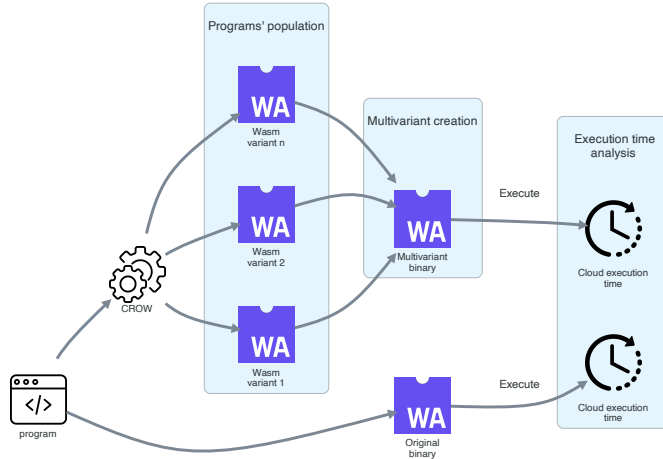 Programs' population
WA
Wasm
variant n
WA
Wasm
variant 2
WA
Wasm
variant 1
Multivariant creation
WA
Multivariant
binary
Execute
Execution time
analysis
Cloud execution
time
CROW
</>
program
WA
Original
binary
Execute
Cloud execution
time